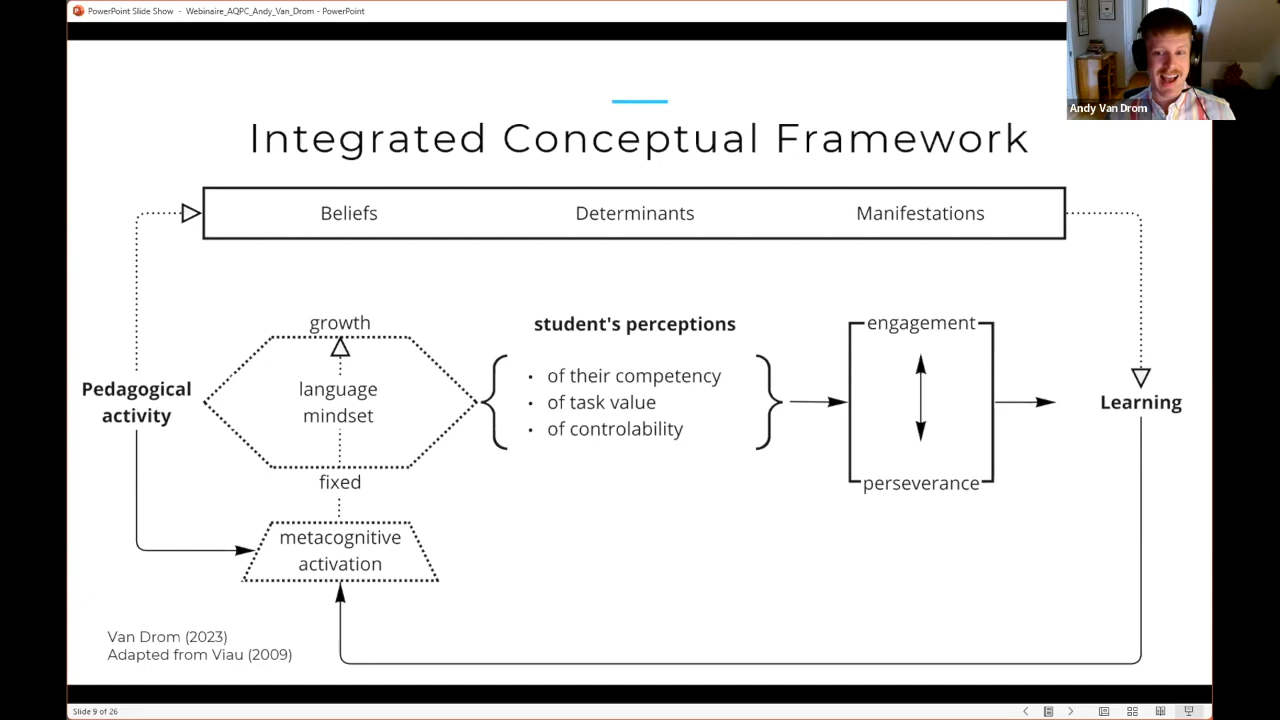 PowerPoint Slide Show - Webinaire_AQPC_Andy_Van_Drom - PowerPoint
Andy Van Drom
Integrated Conceptual Framework
Beliefs Determinants Manifestations
growth
student's perceptions
engagement
Pedagogical
activity
language
mindset
• of their competency
• of task value
• of controlability
Learning
fixed
perseverance
metacognitive
activation
Van Drom (2023)
Adapted from Viau (2009)
Slide 9 of 26